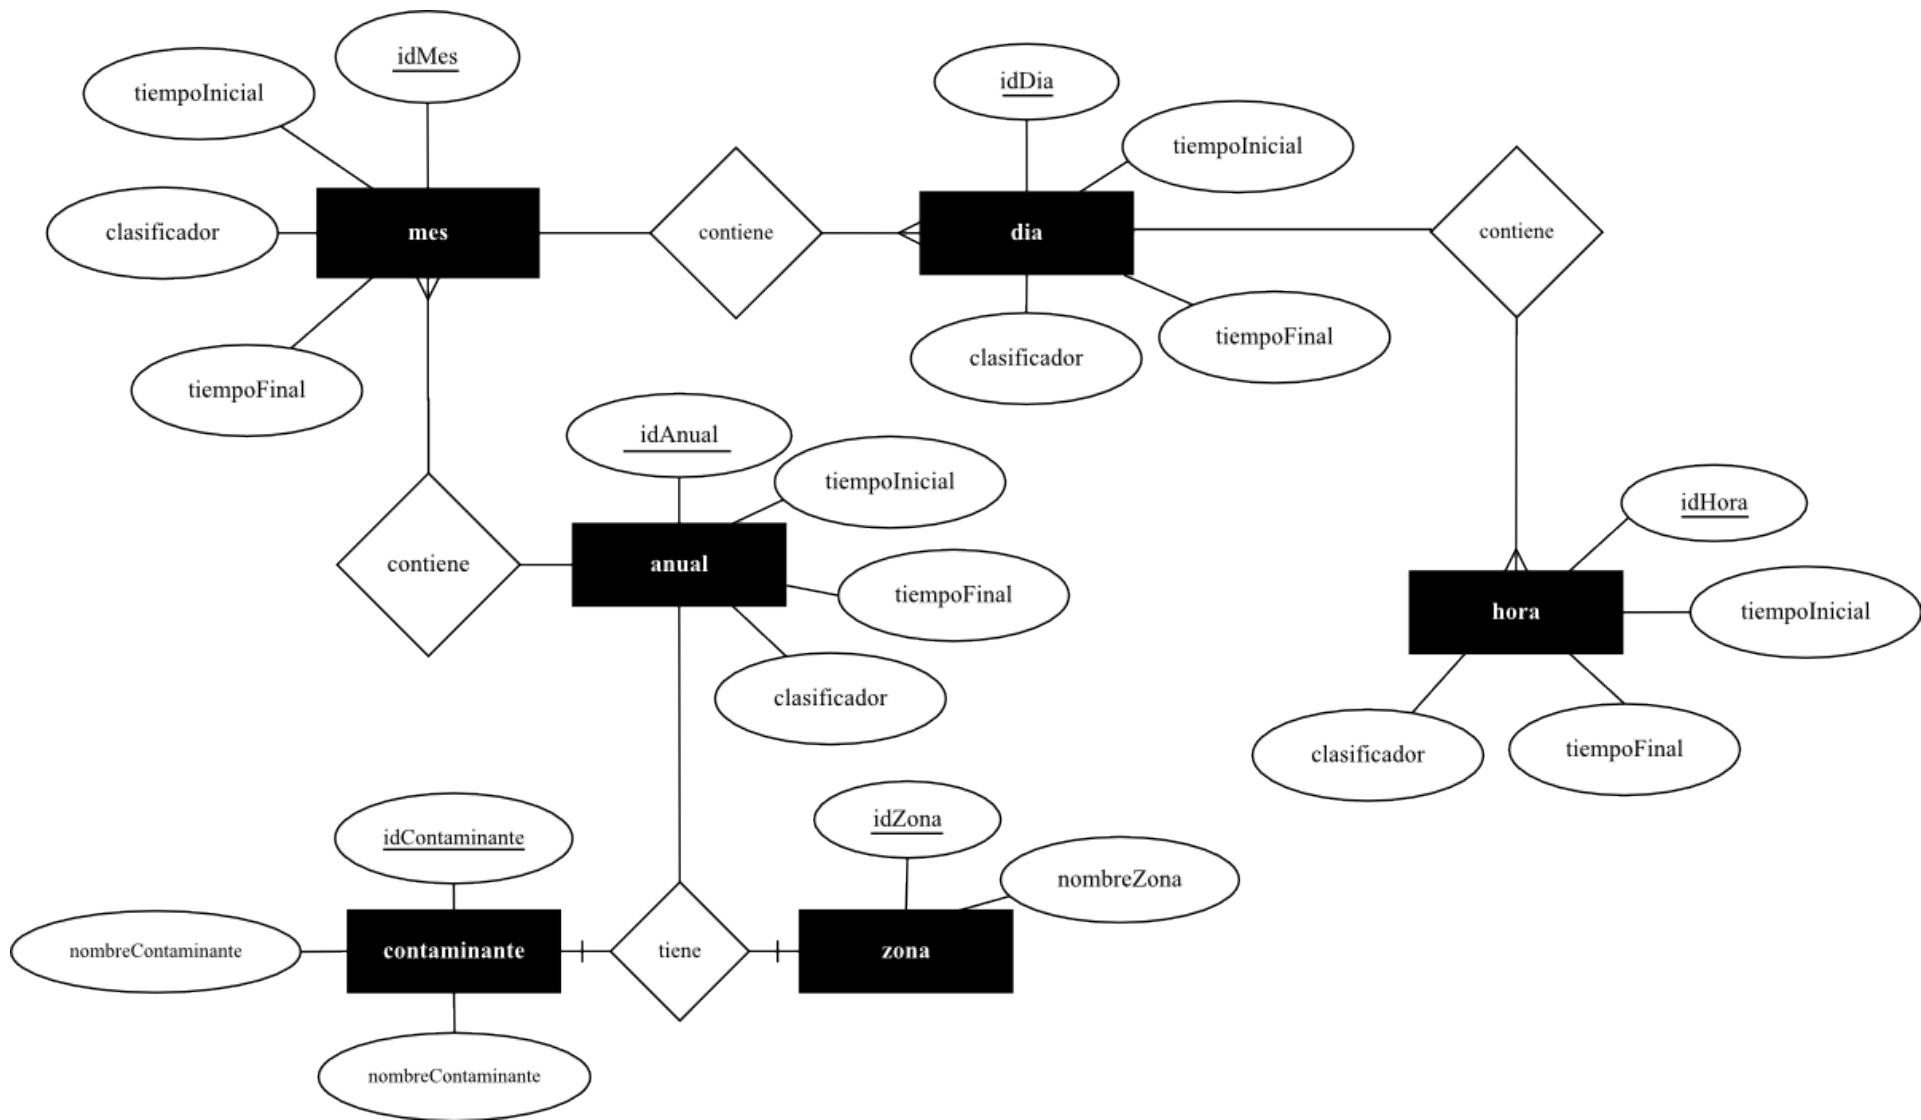 idMes
tiempoInicial
idDia
tiempoInicial
clasificador
mes
contiene
dia
contiene
tiempoFinal
clasificador
tiempoFinal
idAnual
tiempoInicial
idHora
contiene
anual
tiempoFinal
hora
tiempoInicial
clasificador
clasificador
tiempoFinal
idContaminante
idZona
nombreZona
nombreContaminante
contaminante
tiene
zona
nombreContaminante